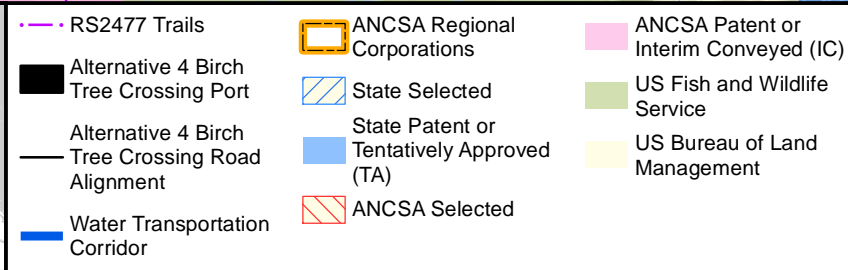 RS2477 Trails
Alternative 4 Birch
Tree Crossing Port
Alternative 4 Birch
Tree Crossing Road
Alignment
Water Transportation
Corridor
ANCSA Regional
Corporations
State Selected
State Patent or
Tentatively Approved
(TA)
ANCSA Selected
ANCSA Patent or
Interim Conveyed (IC)
US Fish and Wildlife
Service
US Bureau of Land
Management